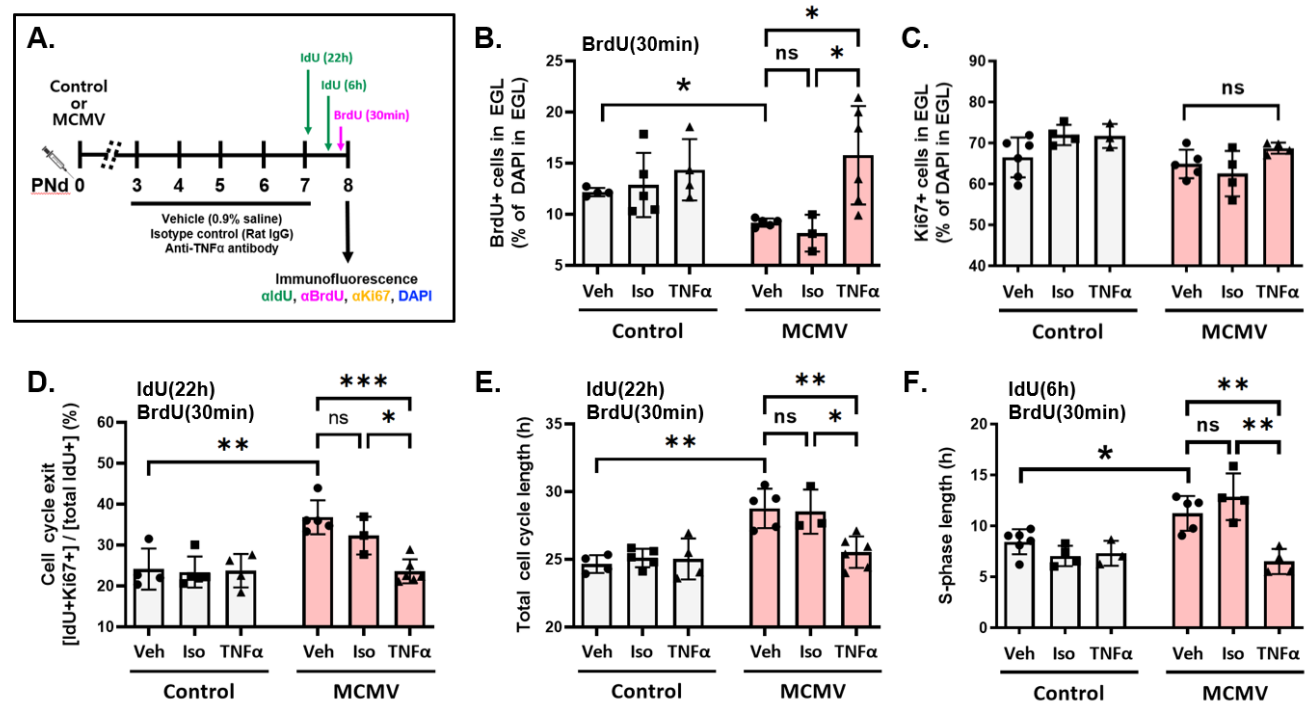 A.
IdU (22h)
IdU (6h)
BrdU (30min)
Control
or
MCMV
PNd 0 3 4 5 6 7 8
Vehicle (0.9% saline)
Isotype control (Rat IgG)
Anti-TNFα antibody
Immunofluorescence
αIdU, αBrdU, αKi67, DAPI
B.
BrdU(30min)
BrdU+ cells in EGL
(% of DAPI in EGL)
25
20
15
10
5
*
*
ns
*
Veh Iso TNFα Veh Iso TNFα
Control MCMV
C.
Ki67+ cells in EGL
(% of DAPI in EGL)
90
80
70
60
50
40
ns
Veh Iso TNFα Veh Iso TNFα
Control MCMV
D.
IdU(22h)
BrdU(30min)
Cell cycle exit
[IdU+Ki67+] / [total IdU+] (%)
60
50
40
30
20
10
**
***
ns
*
Veh Iso TNFα Veh Iso TNFα
Control MCMV
E.
IdU(22h)
BrdU(30min)
Total cell cycle length (h)
35
30
25
20
**
**
ns
*
Veh Iso TNFα Veh Iso TNFα
Control MCMV
F.
IdU(6h)
BrdU(30min)
S-phase length (h)
20
15
10
5
0
*
**
ns
**
Veh Iso TNFα Veh Iso TNFα
Control MCMV